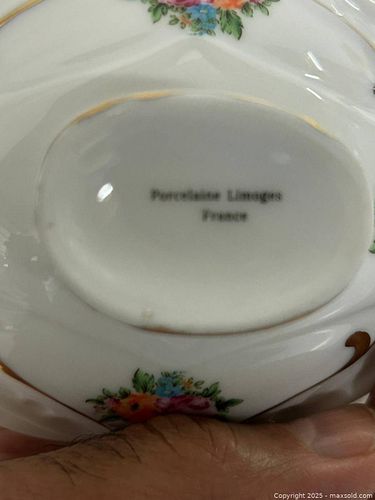 Porcelaine Limoges
France
Copyright © 2025 - maxsold.com